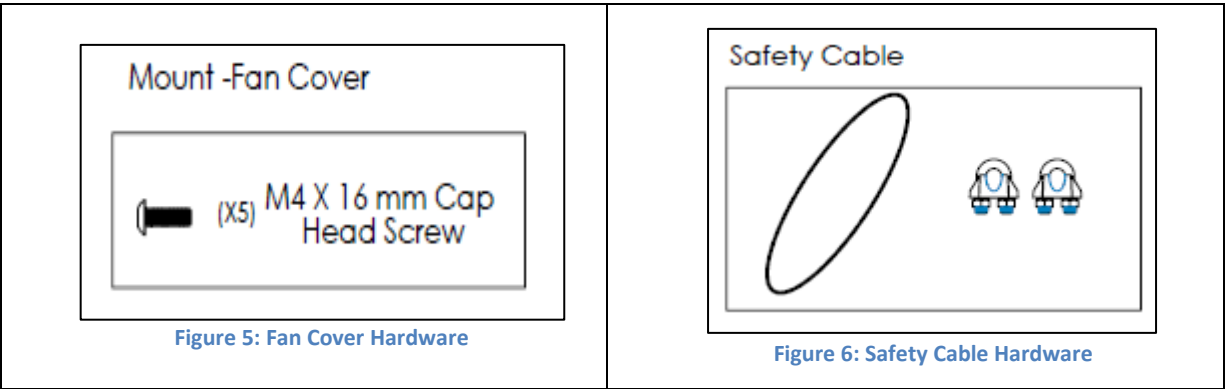 Mount -Fan Cover
(X5) M4 X 16 mm Cap
Head Screw
Figure 5: Fan Cover Hardware
Safety Cable
Figure 6: Safety Cable Hardware